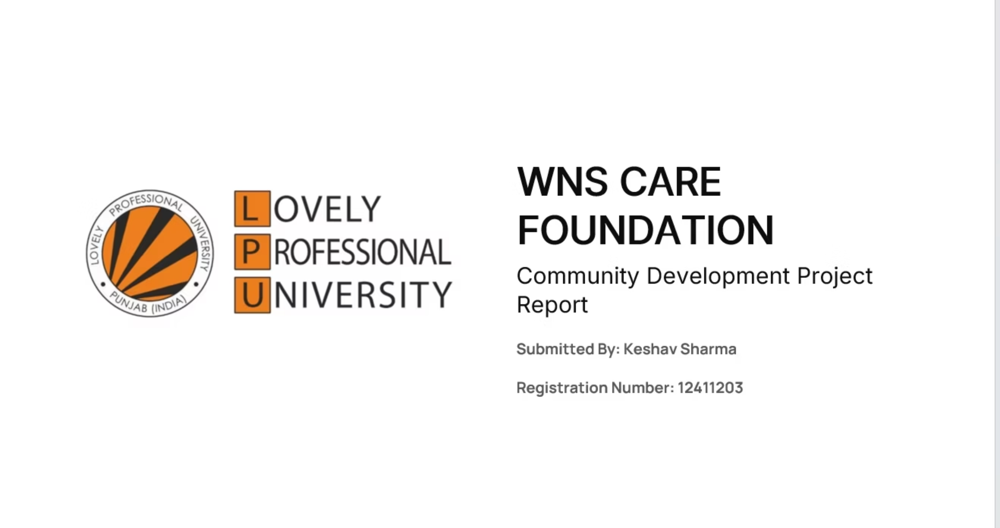 LOVELY PROFESSIONAL UNIVERSITY
PUNJAB (INDIA)
LOVELY
PROFESSIONAL
UNIVERSITY
WNS CARE
FOUNDATION
Community Development Project
Report
Submitted By: Keshav Sharma
Registration Number: 12411203